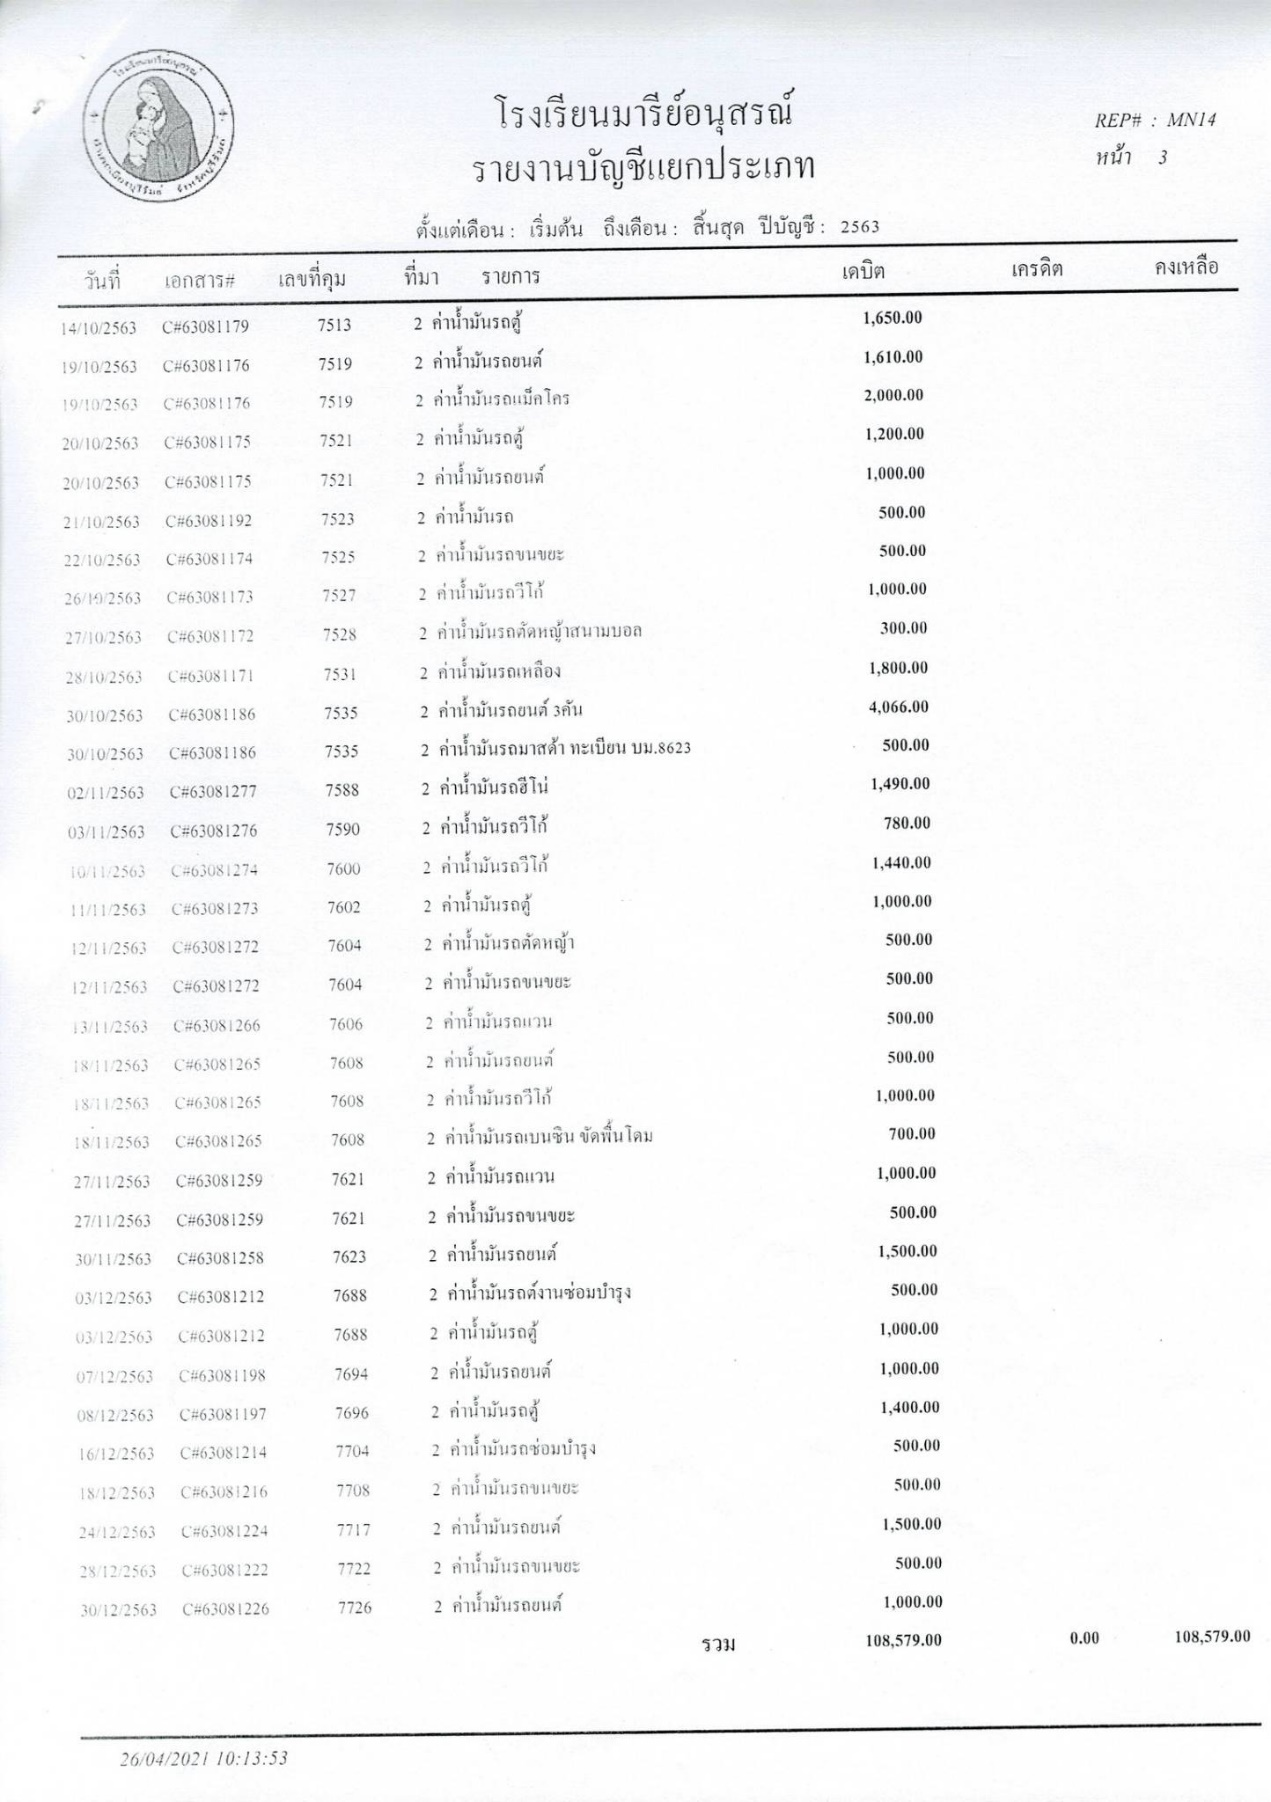 โรงเรียนมารีย์อนุสรณ์
โรงเรียนมารีย์อนุสรณ์
REP# : MN14
รายงานบัญชีแยกประเภท
หน้า 3
ตั้งแต่เดือน : เริ่มต้น ถึงเดือน : สิ้นสุด ปีบัญชี : 2563
วันที่ เอกสาร# เลขที่คุม ที่มา รายการ เดบิต เครดิต คงเหลือ
14/10/2563 C#63081179 7513 2 ค่าน้ำมันรถตู้ 1,650.00
19/10/2563 C#63081176 7519 2 ค่าน้ำมันรถยนต์ 1,610.00
19/10/2563 C#63081176 7519 2 ค่าน้ำมันรถแม็คโคร 2,000.00
20/10/2563 C#63081175 7521 2 ค่าน้ำมันรถตู้ 1,200.00
20/10/2563 C#63081175 7521 2 ค่าน้ำมันรถยนต์ 1,000.00
21/10/2563 C#63081192 7523 2 ค่าน้ำมันรถ 500.00
22/10/2563 C#63081174 7525 2 ค่าน้ำมันรถขนขยะ 500.00
26/10/2563 C#63081173 7527 2 ค่าน้ำมันรถวีโก้ 1,000.00
27/10/2563 C#63081172 7528 2 ค่าน้ำมันรถตัดหญ้าสนามบอล 300.00
28/10/2563 C#63081171 7531 2 ค่าน้ำมันรถเหลือง 1,800.00
30/10/2563 C#63081186 7535 2 ค่าน้ำมันรถยนต์ 3คัน 4,066.00
30/10/2563 C#63081186 7535 2 ค่าน้ำมันรถมาสด้า ทะเบียน บม.8623 500.00
02/11/2563 C#63081277 7588 2 ค่าน้ำมันรถฮีโน่ 1,490.00
03/11/2563 C#63081276 7590 2 ค่าน้ำมันรถวีโก้ 780.00
10/11/2563 C#63081274 7600 2 ค่าน้ำมันรถวีโก้ 1,440.00
11/11/2563 C#63081273 7602 2 ค่าน้ำมันรถตู้ 1,000.00
12/11/2563 C#63081272 7604 2 ค่าน้ำมันรถตัดหญ้า 500.00
12/11/2563 C#63081272 7604 2 ค่าน้ำมันรถขนขยะ 500.00
13/11/2563 C#63081266 7606 2 ค่าน้ำมันรถแวน 500.00
18/11/2563 C#63081265 7608 2 ค่าน้ำมันรถยนต์ 500.00
18/11/2563 C#63081265 7608 2 ค่าน้ำมันรถวีโก้ 1,000.00
18/11/2563 C#63081265 7608 2 ค่าน้ำมันรถเบนซิน ขัดพื้นโดม 700.00
27/11/2563 C#63081259 7621 2 ค่าน้ำมันรถแวน 1,000.00
27/11/2563 C#63081259 7621 2 ค่าน้ำมันรถขนขยะ 500.00
30/11/2563 C#63081258 7623 2 ค่าน้ำมันรถยนต์ 1,500.00
03/12/2563 C#63081212 7688 2 ค่าน้ำมันรถต์งานซ่อมบำรุง 500.00
03/12/2563 C#63081212 7688 2 ค่าน้ำมันรถตู้ 1,000.00
07/12/2563 C#63081198 7694 2 ค่น้ำมันรถยนต์ 1,000.00
08/12/2563 C#63081197 7696 2 ค่าน้ำมันรถตู้ 1,400.00
16/12/2563 C#63081214 7704 2 ค่าน้ำมันรถซ่อมบำรุง 500.00
18/12/2563 C#63081216 7708 2 ค่าน้ำมันรถขนขยะ 500.00
24/12/2563 C#63081224 7717 2 ค่าน้ำมันรถยนต์ 1,500.00
28/12/2563 C#63081222 7722 2 ค่าน้ำมันรถขนขยะ 500.00
30/12/2563 C#63081226 7726 2 ค่าน้ำมันรถยนต์ 1,000.00
รวม 108,579.00 0.00 108,579.00
26/04/2021 10:13:53